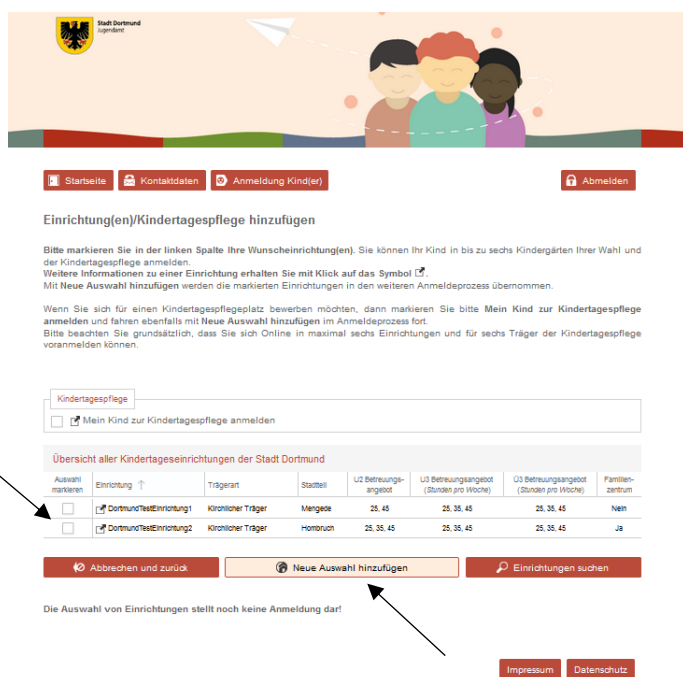 Stadt Dortmund
Jugendamt
Startseite Kontaktdaten Anmeldung Kind(er) Abmelden
Einrichtung(en)/Kindertagespflege hinzufügen
Bitte markieren Sie in der linken Spalte Ihre Wunscheinrichtung(en). Sie können Ihr Kind in bis zu sechs Kindergärten Ihrer Wahl und
der Kindertagespflege anmelden.
Weitere Informationen zu einer Einrichtung erhalten Sie mit Klick auf das Symbol .
Mit Neue Auswahl hinzufügen werden die markierten Einrichtungen in den weiteren Anmeldeprozess übernommen.
Wenn Sie sich für einen Kindertagespflegeplatz bewerben möchten, dann markieren Sie bitte Mein Kind zur Kindertagespflege
anmelden und fahren ebenfalls mit Neue Auswahl hinzufügen im Anmeldeprozess fort.
Bitte beachten Sie grundsätzlich, dass Sie sich Online in maximal sechs Einrichtungen und für sechs Träger der Kindertagespflege
voranmelden können.
Kindertagespflege
Mein Kind zur Kindertagespflege anmelden
Übersicht aller Kindertageseinrichtungen der Stadt Dortmund
Auswahl markieren Einrichtung Trägerart Stadtteil U2 Betreuungs-angebot U3 Betreuungsangebot (Stunden pro Woche) Ü3 Betreuungsangebot (Stunden pro Woche) Familien-zentrum
DortmundTestEinrichtung1 Kirchlicher Träger Mengede 25, 45 25, 35, 45 25, 35, 45 Nein
DortmundTestEinrichtung2 Kirchlicher Träger Hombruch 25, 35, 45 25, 35, 45 25, 35, 45 Ja
Abbrechen und zurück Neue Auswahl hinzufügen Einrichtungen suchen
Die Auswahl von Einrichtungen stellt noch keine Anmeldung dar!
Impressum Datenschutz